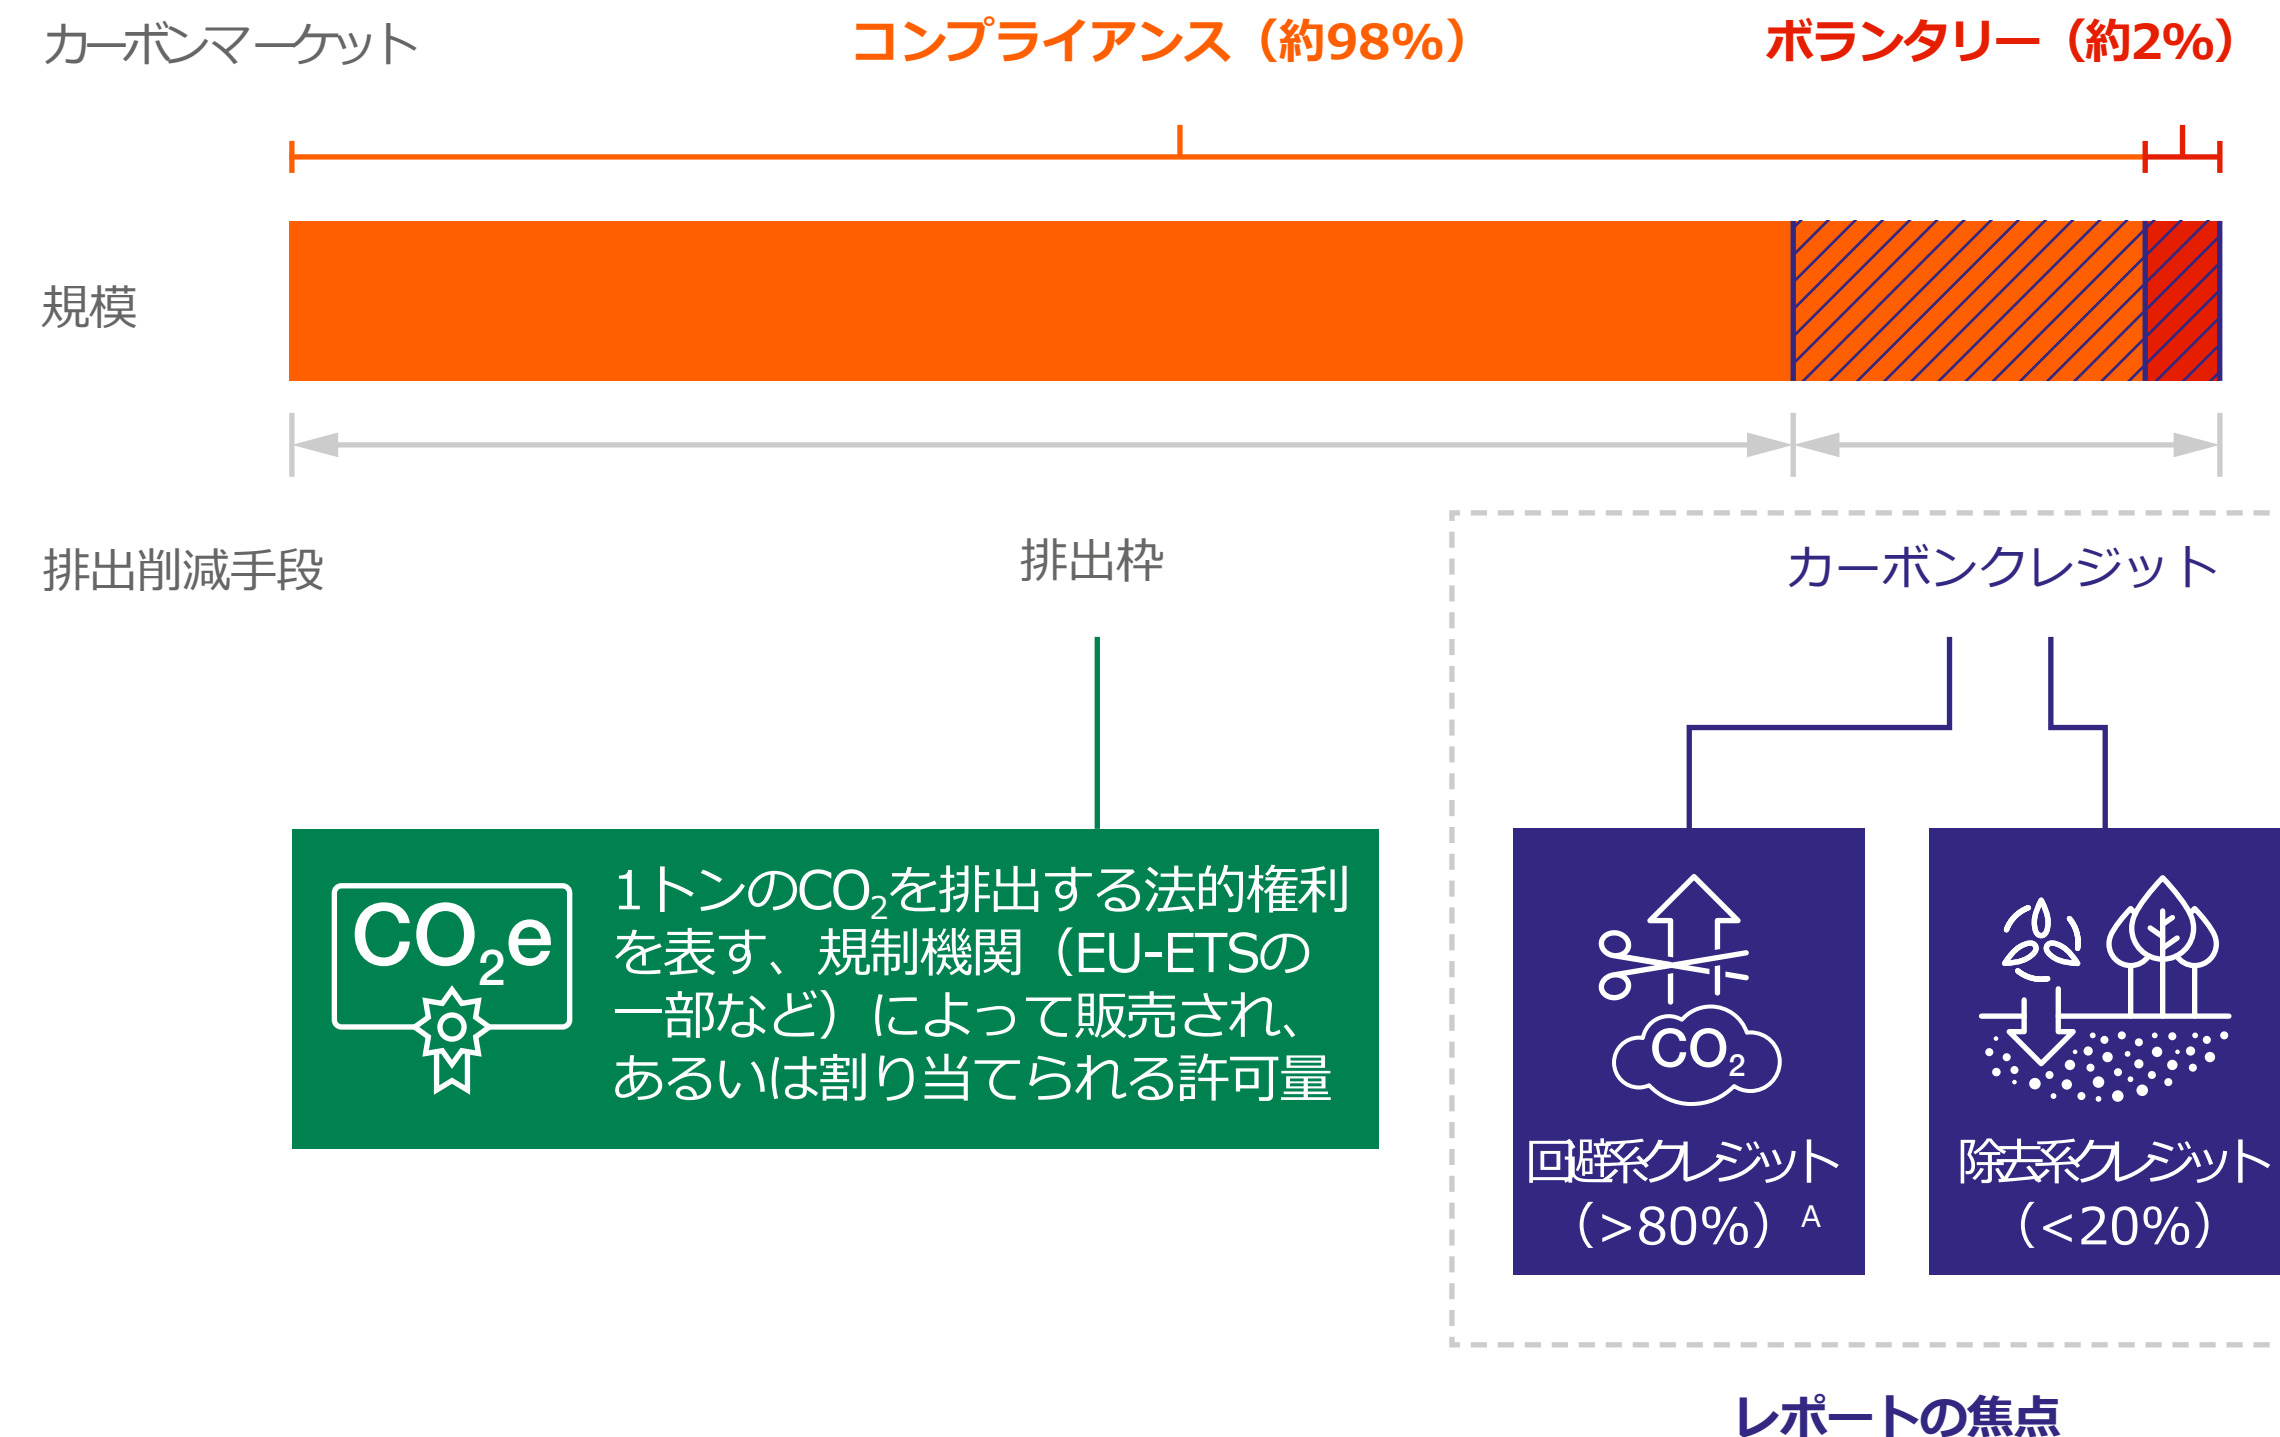 カーボンマーケット
コンプライアンス（約98%）
ボランタリー（約2%）
規模
排出削減手段
排出枠
カーボンクレジット
CO₂e
1トンのCO₂を排出する法的権利
を表す、規制機関（EU-ETSの
一部など）によって販売され、
あるいは割り当てられる許可量
CO₂
回避系クレジット
（>80%）ᴬ
除去系クレジット
（<20%）
レポートの焦点